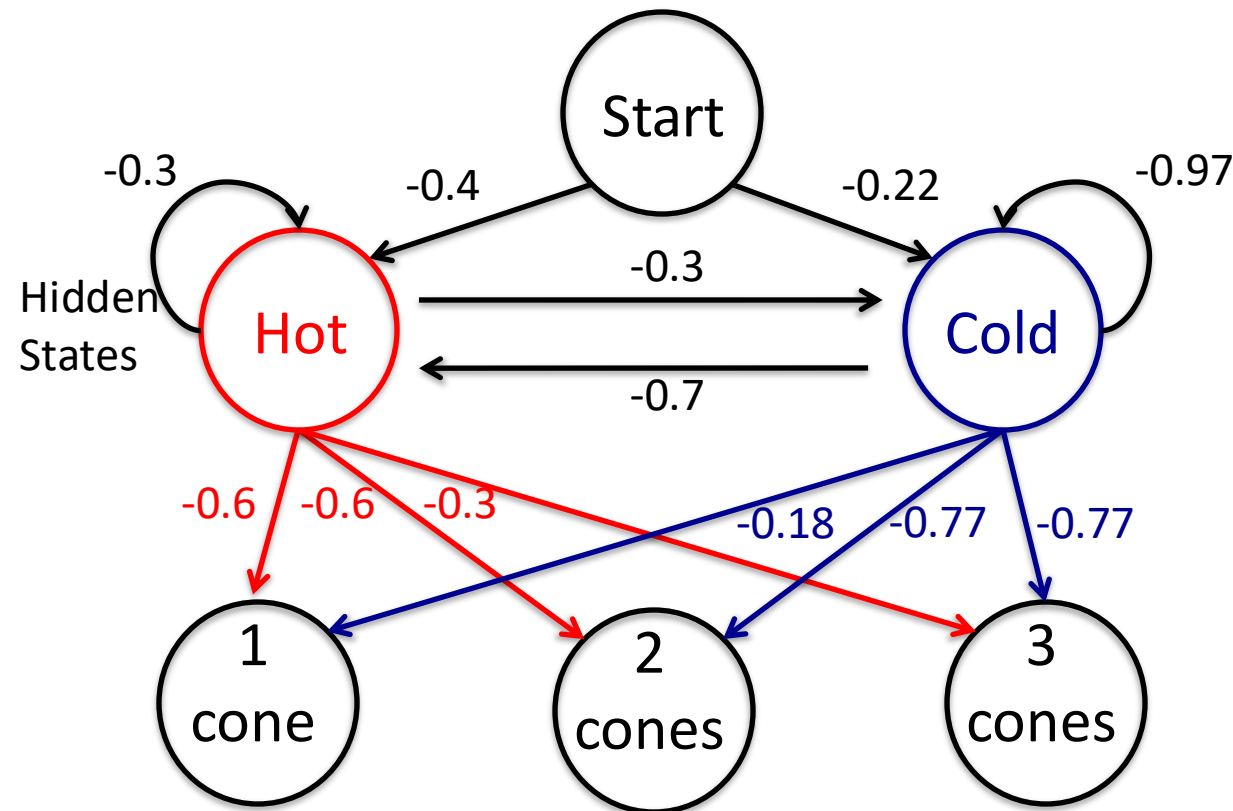 Start
-0.3
-0.4
-0.22
-0.97
-0.3
Hidden
States
Hot
Cold
-0.7
-0.6
-0.6
-0.3
-0.18
-0.77
-0.77
1
cone
2
cones
3
cones